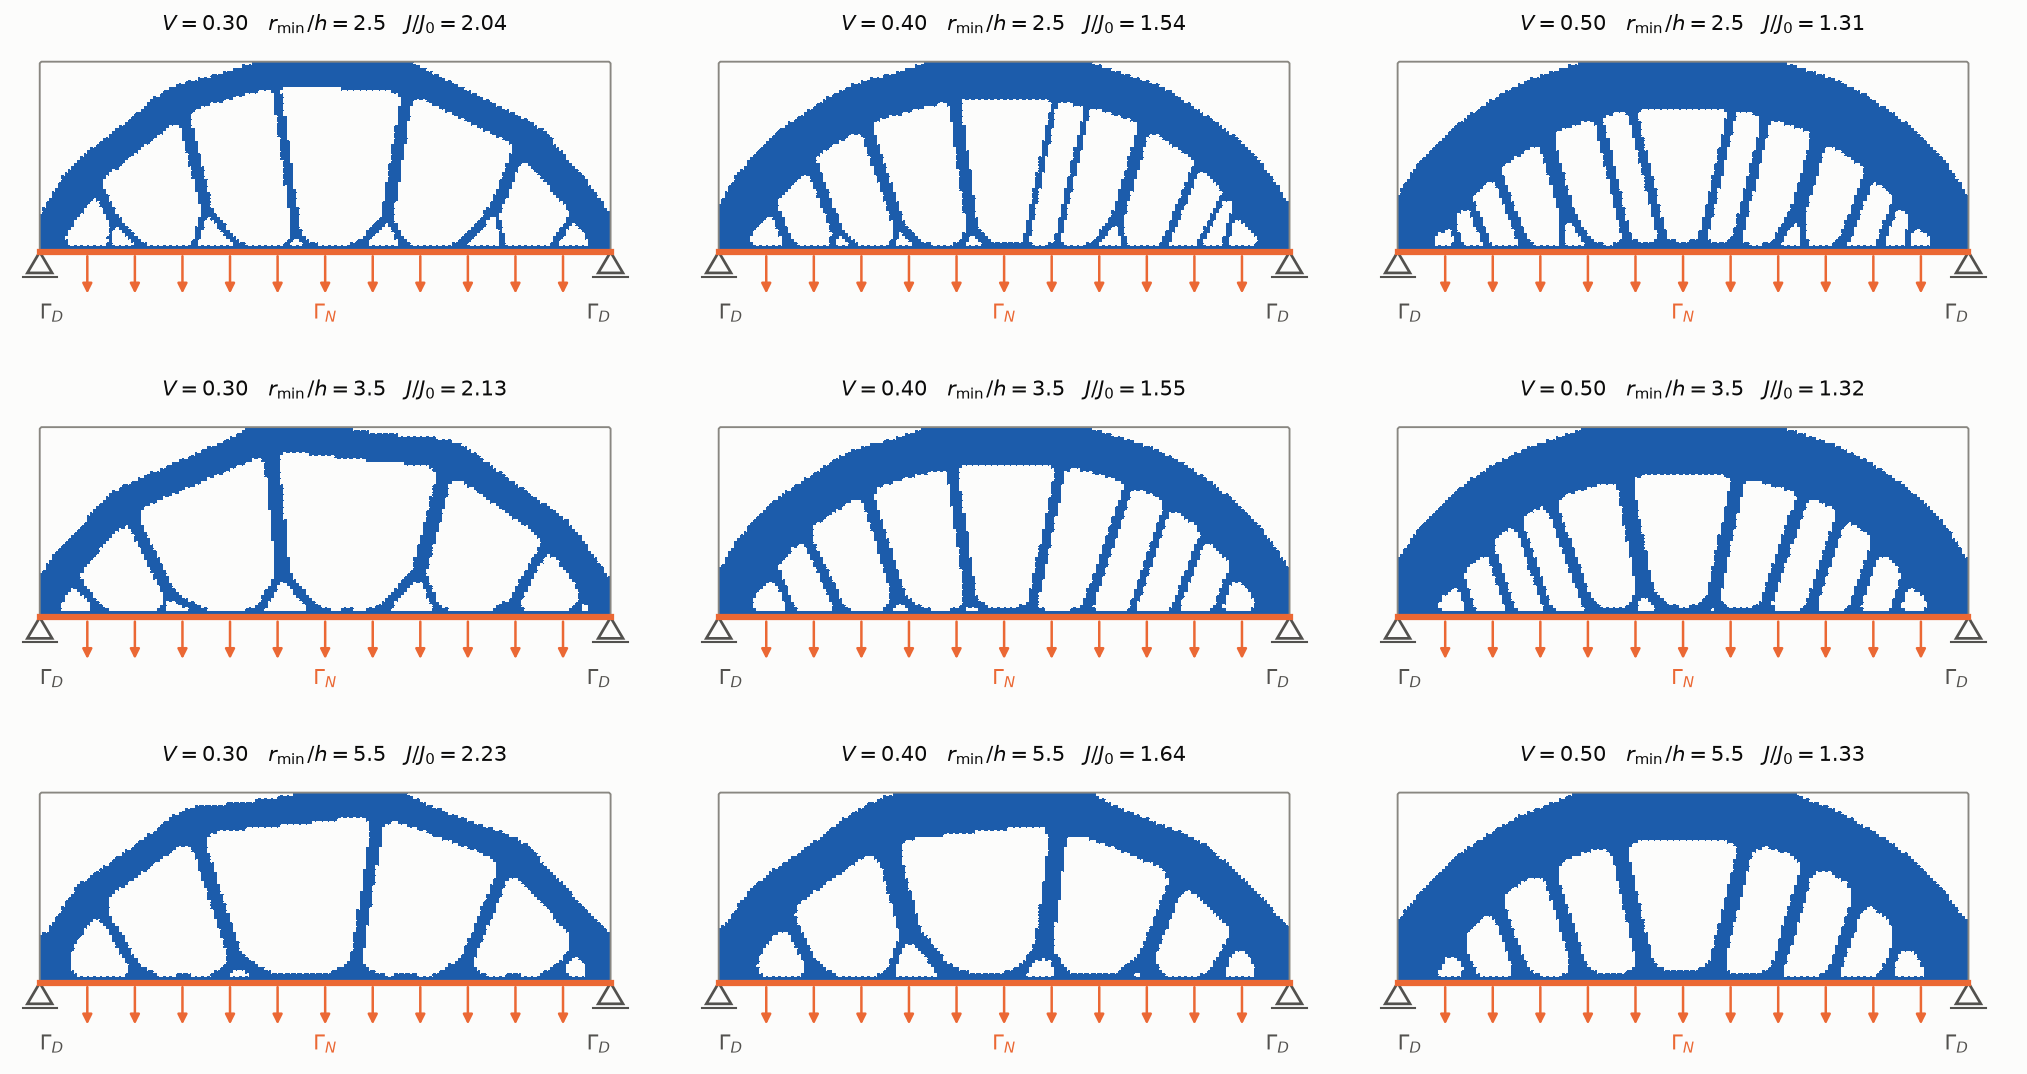 V = 0.30 r_min/h = 2.5 J/J_0 = 2.04
V = 0.40 r_min/h = 2.5 J/J_0 = 1.54
V = 0.50 r_min/h = 2.5 J/J_0 = 1.31
Γ_D Γ_N Γ_D
Γ_D Γ_N Γ_D
Γ_D Γ_N Γ_D
V = 0.30 r_min/h = 3.5 J/J_0 = 2.13
V = 0.40 r_min/h = 3.5 J/J_0 = 1.55
V = 0.50 r_min/h = 3.5 J/J_0 = 1.32
Γ_D Γ_N Γ_D
Γ_D Γ_N Γ_D
Γ_D Γ_N Γ_D
V = 0.30 r_min/h = 5.5 J/J_0 = 2.23
V = 0.40 r_min/h = 5.5 J/J_0 = 1.64
V = 0.50 r_min/h = 5.5 J/J_0 = 1.33
Γ_D Γ_N Γ_D
Γ_D Γ_N Γ_D
Γ_D Γ_N Γ_D